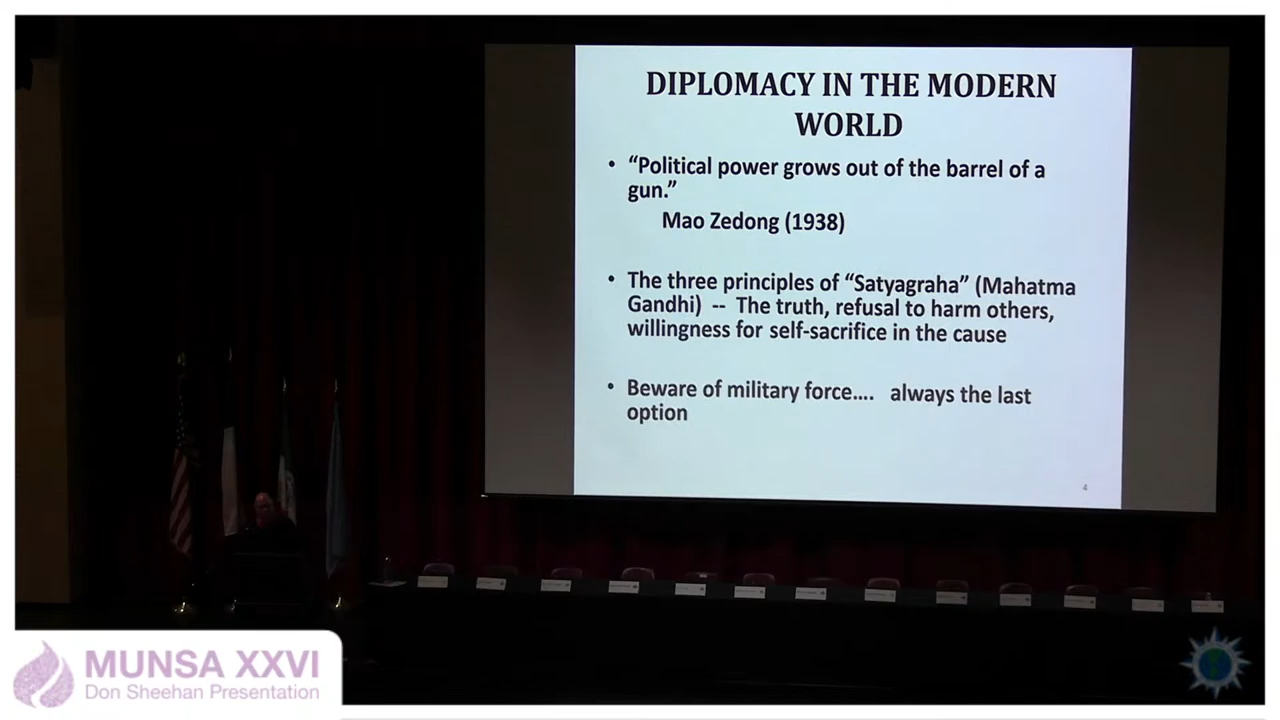 DIPLOMACY IN THE MODERN
WORLD
• “Political power grows out of the barrel of a
gun.”
Mao Zedong (1938)
• The three principles of “Satyagraha” (Mahatma
Gandhi) -- The truth, refusal to harm others,
willingness for self-sacrifice in the cause
• Beware of military force.... always the last
option
4
MUNSA XXVI
Don Sheehan Presentation